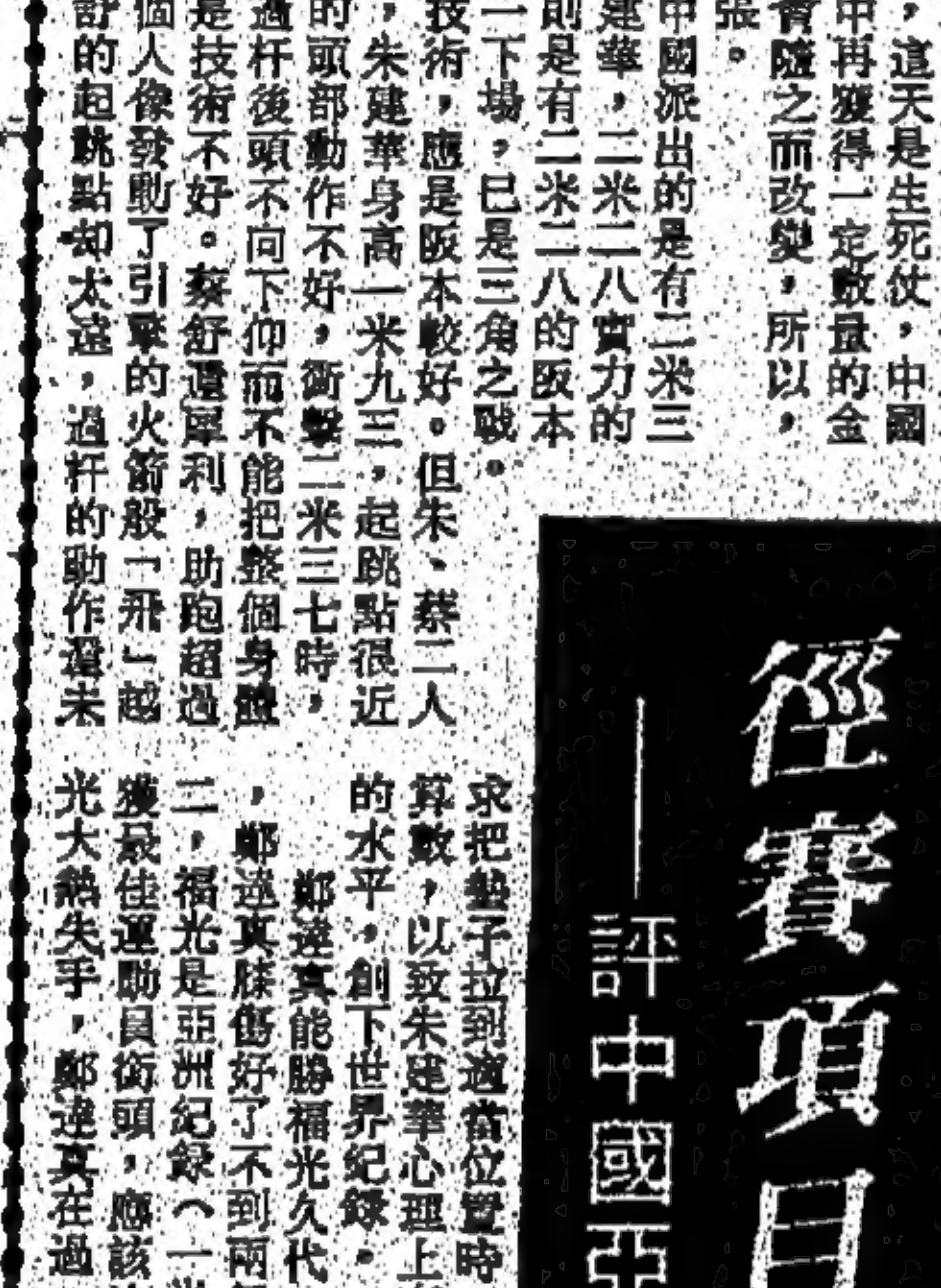 ，這天是生死仗，中國
中再獲得一定數量的金
會隨之而改變，所以，
張。
中國派出的是有二米三
建華，二米二八實力的
則是有二米二八的阪本
一下場，已是三角之戰。
技術，應是阪本較好。但朱、蔡二人
，朱建華身高一米九三，起跳點很近
的頭部動作不好，衝擊二米三七時，
過杆後頭不向下仰而不能把整個身體
是技術不好。蔡舒還犀利，助跑超過
個人像發動了引擎的火箭般「飛」越
舒的起跳點却太遠，過杆的動作還未
徑賽項目
——評中國亞
求把墊子拉到適當位置時
算數，以致朱建華心理上
的水平，創下世界紀錄。
鄭達真能勝福光久代
，鄭達真膝傷好了不到兩
二，福光是亞洲紀錄（一
獲最佳運動員銜頭，應該
光大熱失手，鄭達真在過